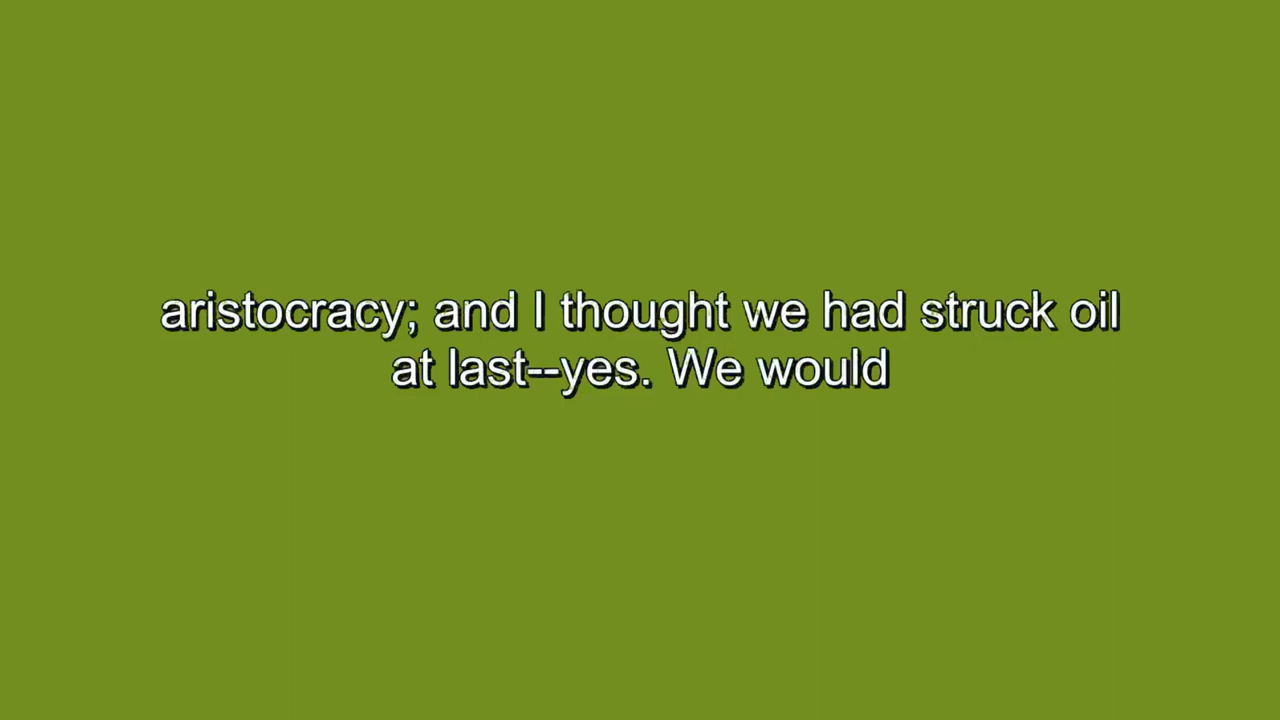 aristocracy; and I thought we had struck oil
at last--yes. We would